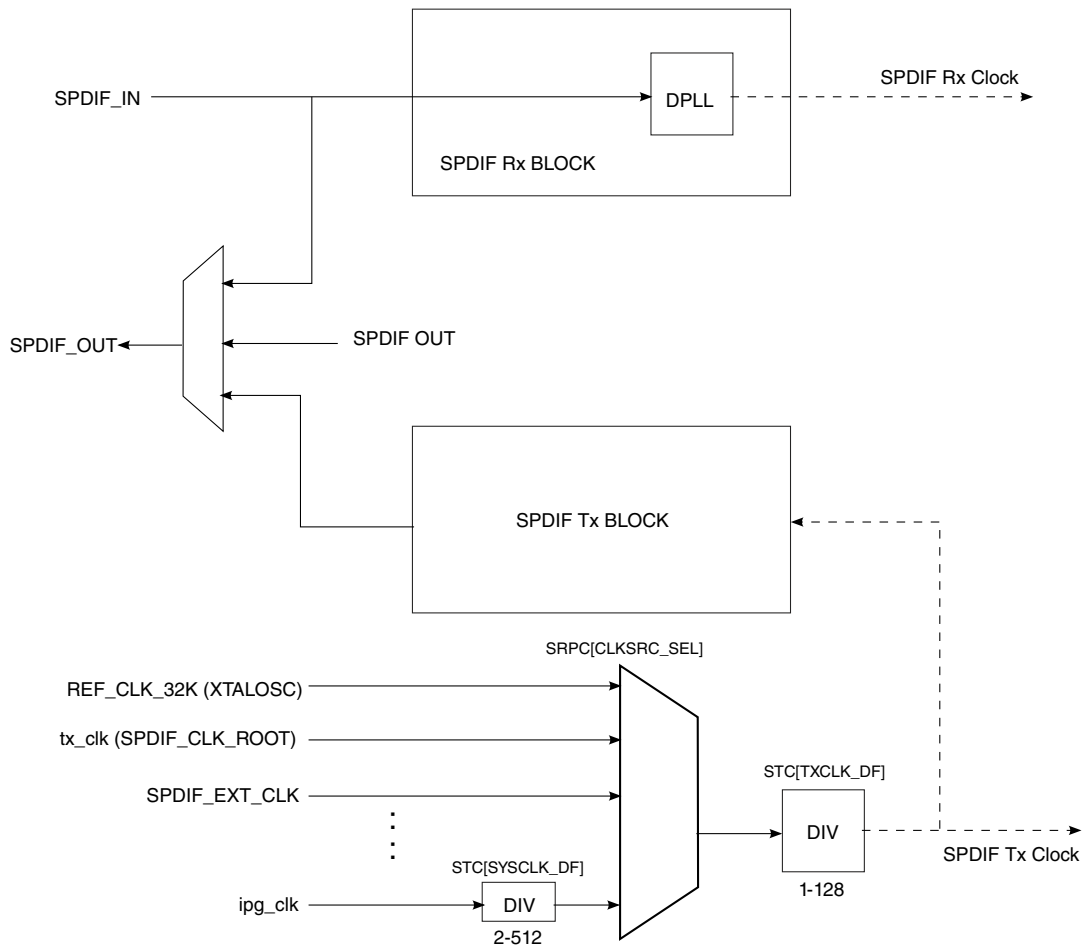 SPDIF_IN
DPLL
SPDIF Rx Clock
SPDIF Rx BLOCK
SPDIF_OUT
SPDIF OUT
SPDIF Tx BLOCK
SRPC[CLKSRC_SEL]
REF_CLK_32K (XTALOSC)
tx_clk (SPDIF_CLK_ROOT)
STC[TXCLK_DF]
SPDIF_EXT_CLK
DIV
SPDIF Tx Clock
STC[SYSCLK_DF]
1-128
ipg_clk
DIV
2-512